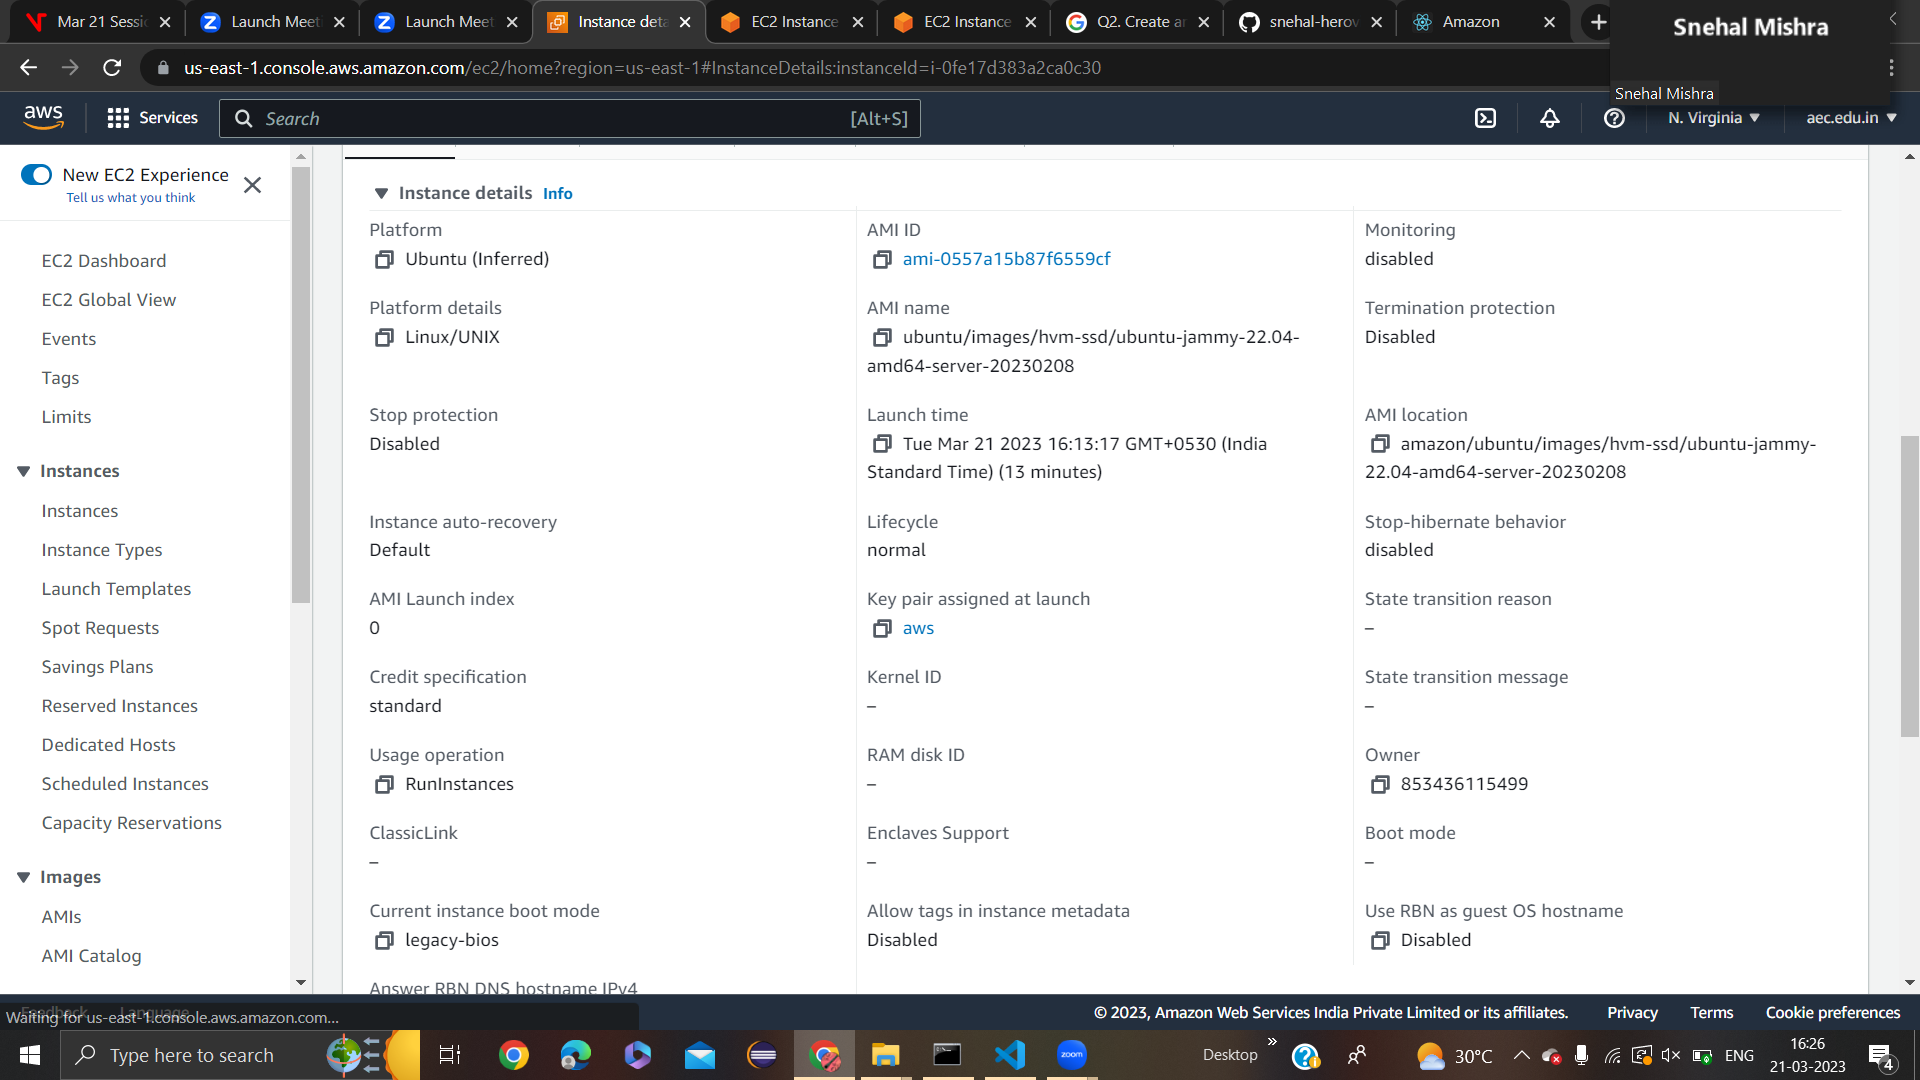 Mar 21 Sessi
Launch Meet
Launch Meet
Instance deta
EC2 Instance
EC2 Instance
Q2. Create an
snehal-herov
Amazon
Snehal Mishra
us-east-1.console.aws.amazon.com/ec2/home?region=us-east-1#InstanceDetails:instanceId=i-0fe17d383a2ca0c30
Snehal Mishra
aws
Services
Search
[Alt+S]
N. Virginia
aec.edu.in
New EC2 Experience
Tell us what you think
EC2 Dashboard
EC2 Global View
Events
Tags
Limits
Instances
Instances
Instance Types
Launch Templates
Spot Requests
Savings Plans
Reserved Instances
Dedicated Hosts
Scheduled Instances
Capacity Reservations
Images
AMIs
AMI Catalog
Instance details Info
Platform
Ubuntu (Inferred)
AMI ID
ami-0557a15b87f6559cf
Monitoring
disabled
Platform details
Linux/UNIX
AMI name
ubuntu/images/hvm-ssd/ubuntu-jammy-22.04-
amd64-server-20230208
Termination protection
Disabled
Stop protection
Disabled
Launch time
Tue Mar 21 2023 16:13:17 GMT+0530 (India
Standard Time) (13 minutes)
AMI location
amazon/ubuntu/images/hvm-ssd/ubuntu-jammy-
22.04-amd64-server-20230208
Instance auto-recovery
Default
Lifecycle
normal
Stop-hibernate behavior
disabled
AMI Launch index
0
Key pair assigned at launch
aws
State transition reason
–
Credit specification
standard
Kernel ID
–
State transition message
–
Usage operation
RunInstances
RAM disk ID
–
Owner
853436115499
ClassicLink
–
Enclaves Support
–
Boot mode
–
Current instance boot mode
legacy-bios
Allow tags in instance metadata
Disabled
Use RBN as guest OS hostname
Disabled
Answer RBN DNS hostname IPv4
Feedback
Language
Waiting for us-east-1.console.aws.amazon.com...
© 2023, Amazon Web Services India Private Limited or its affiliates.
Privacy
Terms
Cookie preferences
Type here to search
zoom
Desktop
30°C
ENG
16:26
21-03-2023
4